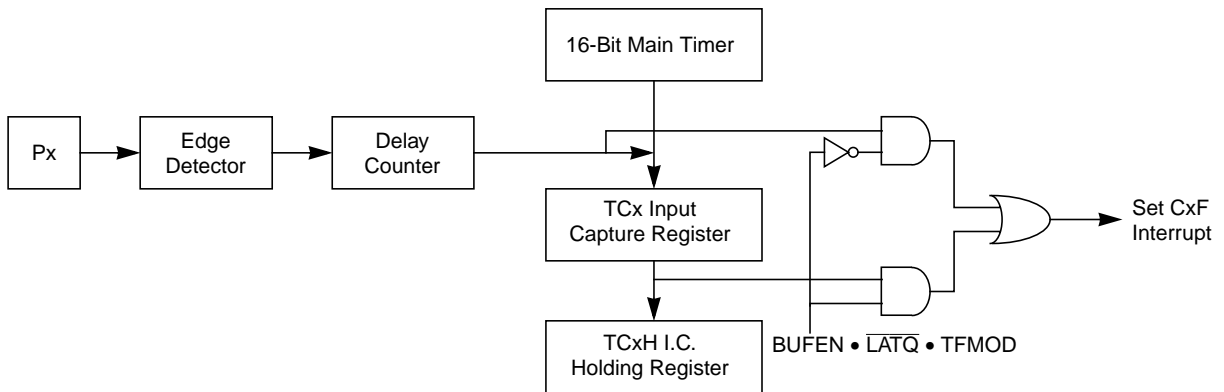 16-Bit Main Timer
Px
Edge
Detector
Delay
Counter
TCx Input
Capture Register
Set CxF
Interrupt
TCxH I.C.
Holding Register
BUFEN • L̅A̅T̅Q̅ • TFMOD